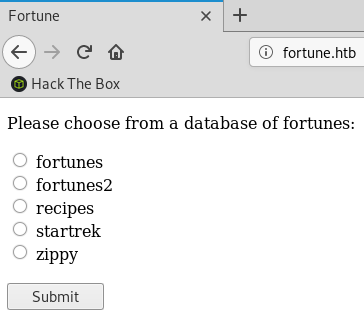 Fortune
fortune.htb
Hack The Box
Please choose from a database of fortunes:
fortunes
fortunes2
recipes
startrek
zippy
Submit